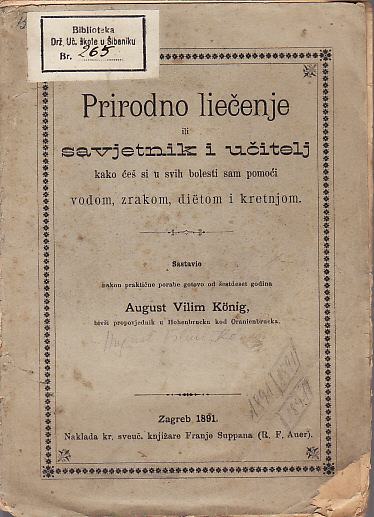 Biblioteka
Drž. Uč. škole u Šibeniku
Br. 265
Prirodno liečenje
ili
savjetnik i učitelj
kako ćeš si u svih bolesti sam pomoći
vodom, zrakom, diëtom i kretnjom.
Sastavio
nakon praktične porabe gotovo od šestdeset godina
August Vilim König,
bivši propovjednik u Hohenbrucku kod Oranienbrucka.
Zagreb 1891.
Naklada kr. sveuč. knjižare Franje Suppana (R. F. Auer).